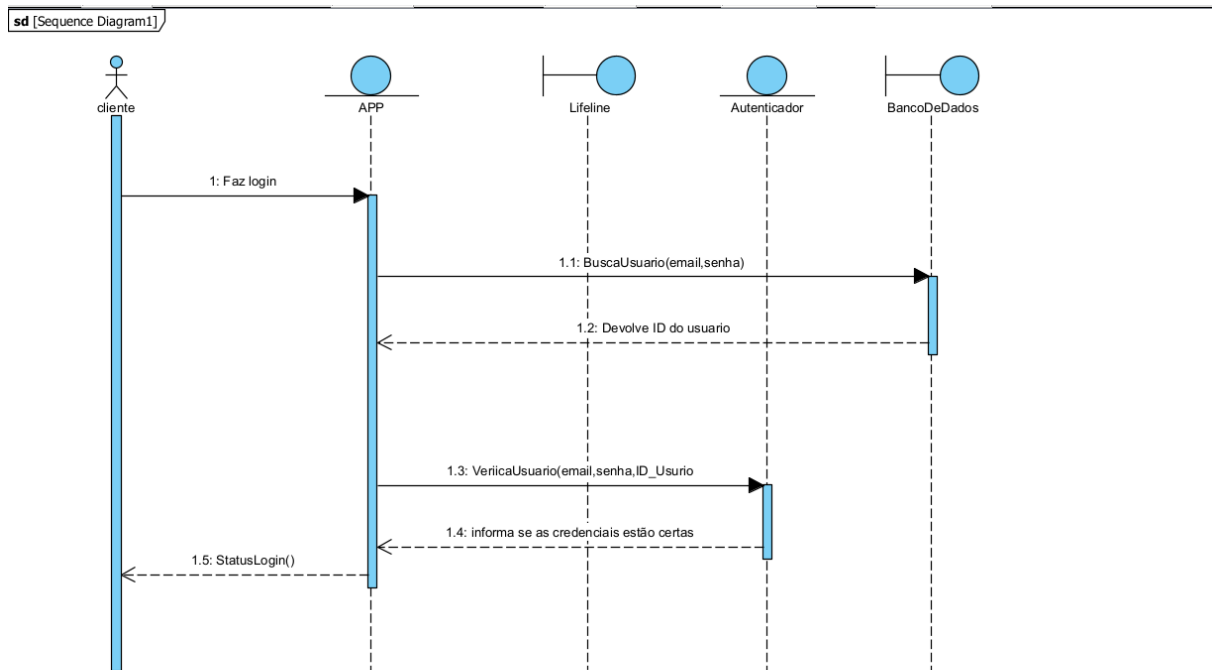 sd [Sequence Diagram1]
cliente
APP
Lifeline
Autenticador
BancoDeDados
1: Faz login
1.1: BuscaUsuario(email,senha)
1.2: Devolve ID do usuario
1.3: VeriicaUsuario(email,senha,ID_Usurio
1.4: informa se as credenciais estão certas
1.5: StatusLogin()